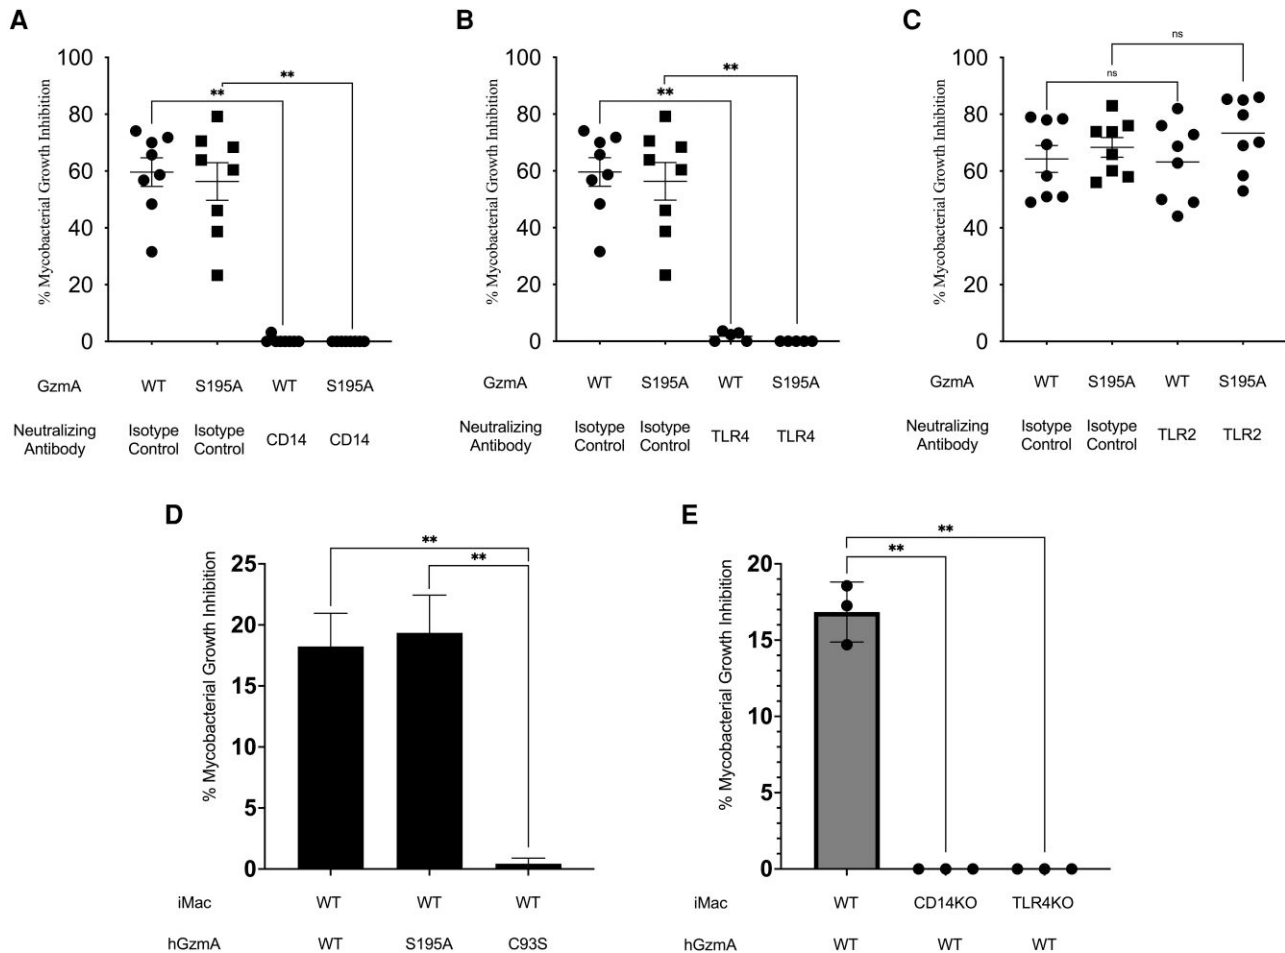 A
B
C
% Mycobacterial Growth Inhibition
100
80
60
40
20
0
** **
GzmA WT S195A WT S195A
Neutralizing Antibody Isotype Control Isotype Control CD14 CD14
% Mycobacterial Growth Inhibition
100
80
60
40
20
0
** **
GzmA WT S195A WT S195A
Neutralizing Antibody Isotype Control Isotype Control TLR4 TLR4
% Mycobacterial Growth Inhibition
100
80
60
40
20
0
ns ns
GzmA WT S195A WT S195A
Neutralizing Antibody Isotype Control Isotype Control TLR2 TLR2
D
% Mycobacterial Growth Inhibition
25
20
15
10
5
0
** **
iMac WT WT WT
hGzmA WT S195A C93S
E
% Mycobacterial Growth Inhibition
20
15
10
5
0
** **
iMac WT CD14KO TLR4KO
hGzmA WT WT WT